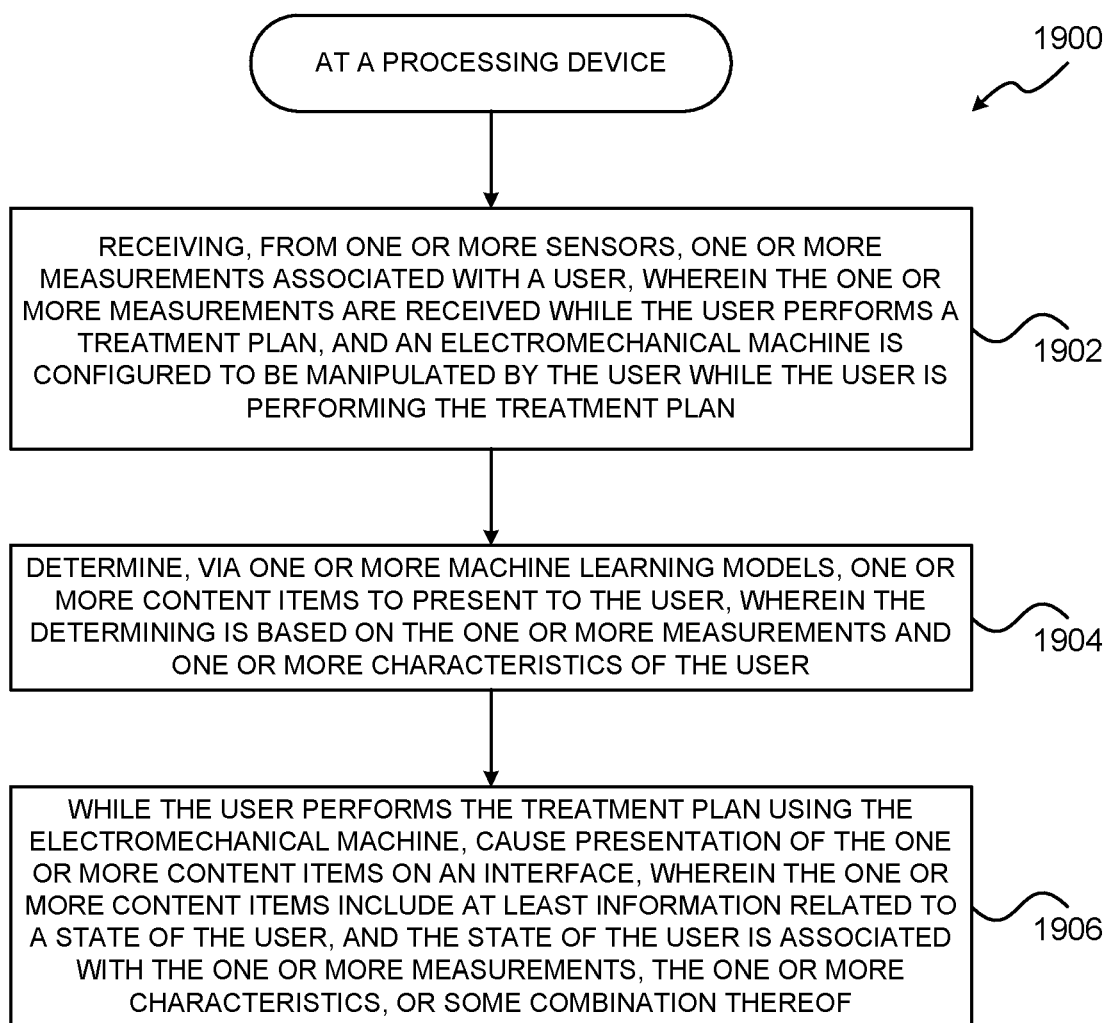 AT A PROCESSING DEVICE
1900
RECEIVING, FROM ONE OR MORE SENSORS, ONE OR MORE
MEASUREMENTS ASSOCIATED WITH A USER, WHEREIN THE ONE OR
MORE MEASUREMENTS ARE RECEIVED WHILE THE USER PERFORMS A
TREATMENT PLAN, AND AN ELECTROMECHANICAL MACHINE IS
CONFIGURED TO BE MANIPULATED BY THE USER WHILE THE USER IS
PERFORMING THE TREATMENT PLAN
1902
DETERMINE, VIA ONE OR MORE MACHINE LEARNING MODELS, ONE OR
MORE CONTENT ITEMS TO PRESENT TO THE USER, WHEREIN THE
DETERMINING IS BASED ON THE ONE OR MORE MEASUREMENTS AND
ONE OR MORE CHARACTERISTICS OF THE USER
1904
WHILE THE USER PERFORMS THE TREATMENT PLAN USING THE
ELECTROMECHANICAL MACHINE, CAUSE PRESENTATION OF THE ONE
OR MORE CONTENT ITEMS ON AN INTERFACE, WHEREIN THE ONE OR
MORE CONTENT ITEMS INCLUDE AT LEAST INFORMATION RELATED TO
A STATE OF THE USER, AND THE STATE OF THE USER IS ASSOCIATED
WITH THE ONE OR MORE MEASUREMENTS, THE ONE OR MORE
CHARACTERISTICS, OR SOME COMBINATION THEREOF
1906